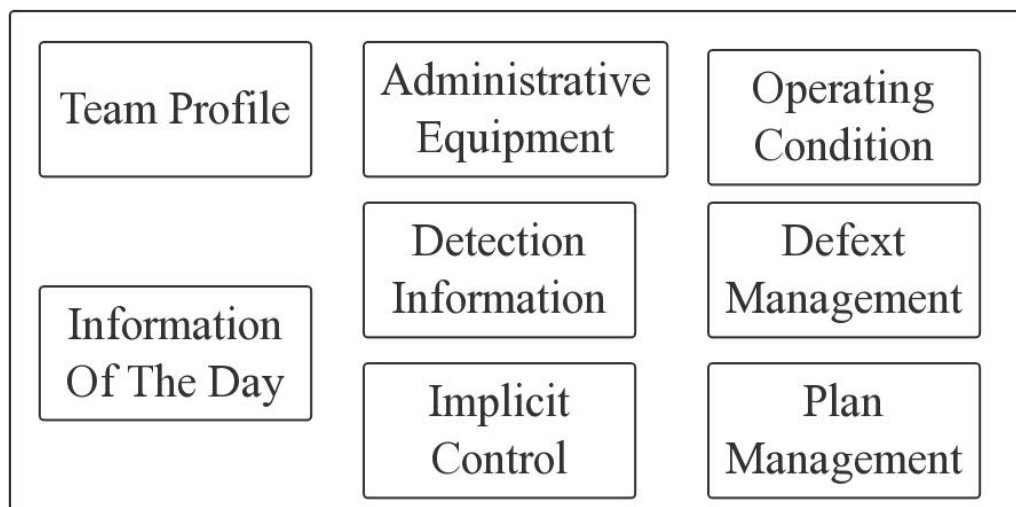 Team Profile
Administrative
Equipment
Operating
Condition
Detection
Information
Defext
Management
Information
Of The Day
Implicit
Control
Plan
Management